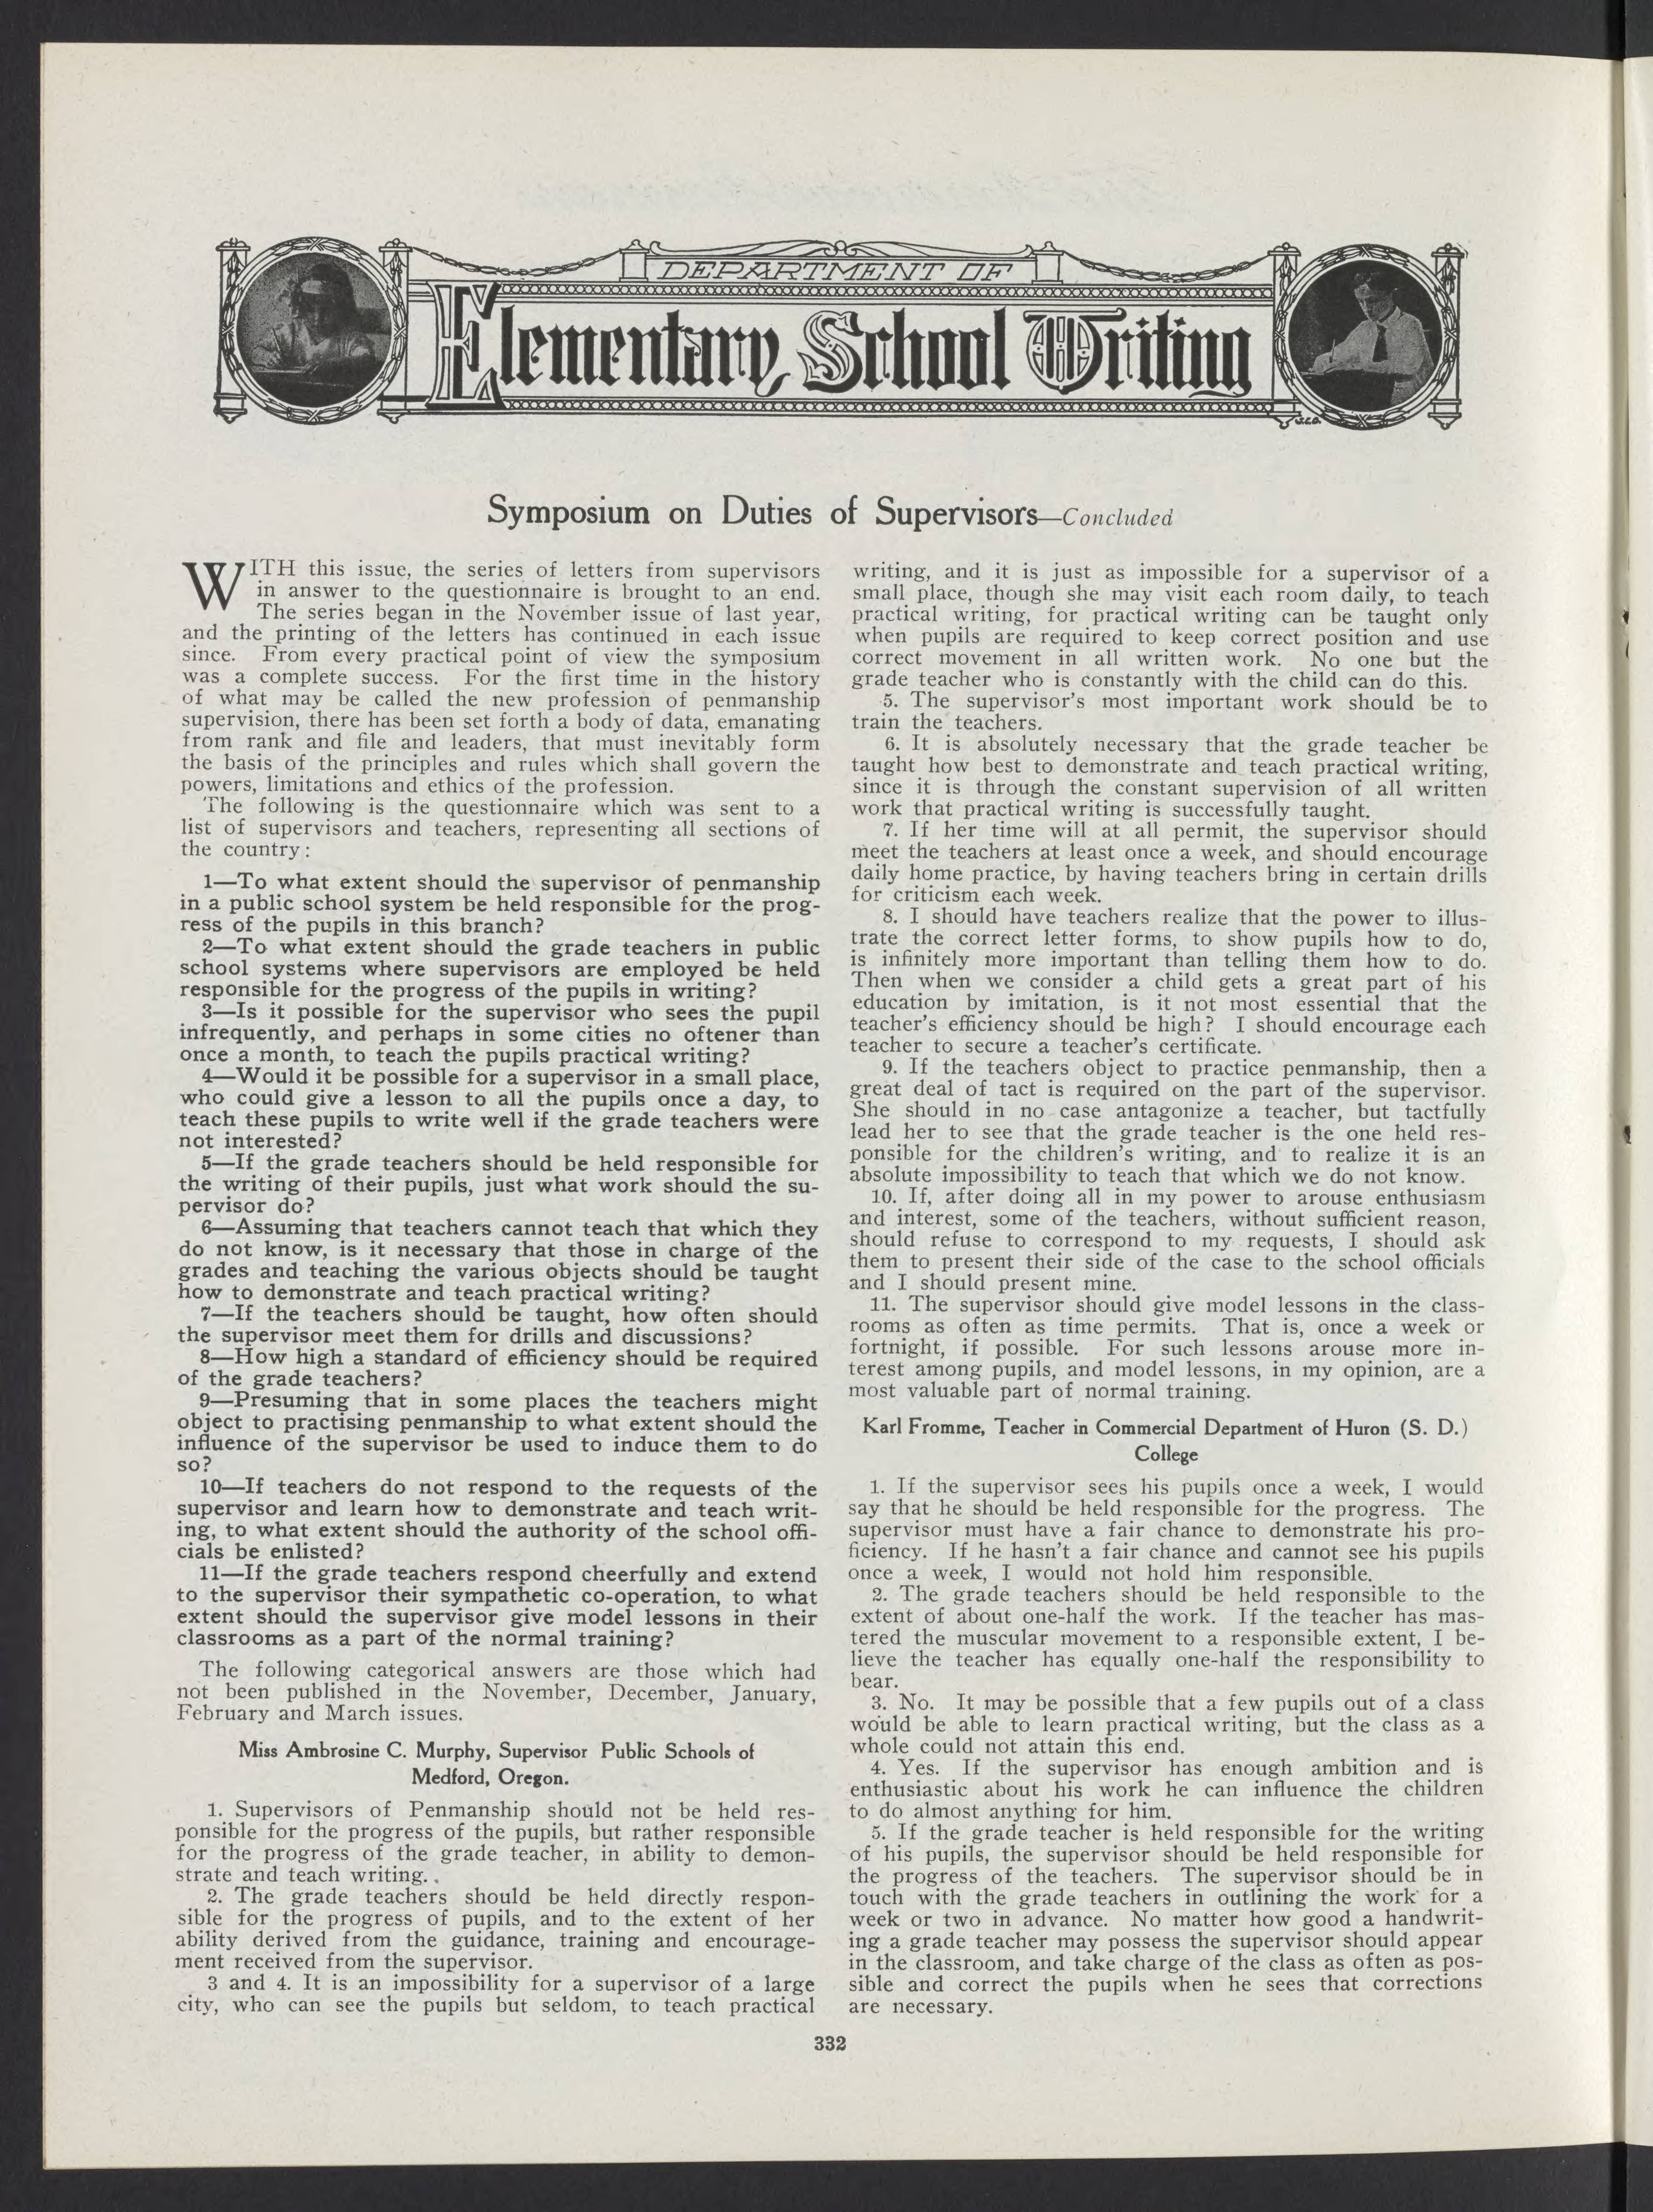 DEPARTMENT OF
Elementary School Writing
Symposium on Duties of Supervisors—Concluded
WITH this issue, the series of letters from supervisors
in answer to the questionnaire is brought to an end.
The series began in the November issue of last year,
and the printing of the letters has continued in each issue
since. From every practical point of view the symposium
was a complete success. For the first time in the history
of what may be called the new profession of penmanship
supervision, there has been set forth a body of data, emanating
from rank and file and leaders, that must inevitably form
the basis of the principles and rules which shall govern the
powers, limitations and ethics of the profession.
The following is the questionnaire which was sent to a
list of supervisors and teachers, representing all sections of
the country:
1—To what extent should the supervisor of penmanship
in a public school system be held responsible for the prog-
ress of the pupils in this branch?
2—To what extent should the grade teachers in public
school systems where supervisors are employed be held
responsible for the progress of the pupils in writing?
3—Is it possible for the supervisor who sees the pupil
infrequently, and perhaps in some cities no oftener than
once a month, to teach the pupils practical writing?
4—Would it be possible for a supervisor in a small place,
who could give a lesson to all the pupils once a day, to
teach these pupils to write well if the grade teachers were
not interested?
5—If the grade teachers should be held responsible for
the writing of their pupils, just what work should the su-
pervisor do?
6—Assuming that teachers cannot teach that which they
do not know, is it necessary that those in charge of the
grades and teaching the various objects should be taught
how to demonstrate and teach practical writing?
7—If the teachers should be taught, how often should
the supervisor meet them for drills and discussions?
8—How high a standard of efficiency should be required
of the grade teachers?
9—Presuming that in some places the teachers might
object to practising penmanship to what extent should the
influence of the supervisor be used to induce them to do
so?
10—If teachers do not respond to the requests of the
supervisor and learn how to demonstrate and teach writ-
ing, to what extent should the authority of the school offi-
cials be enlisted?
11—If the grade teachers respond cheerfully and extend
to the supervisor their sympathetic co-operation, to what
extent should the supervisor give model lessons in their
classrooms as a part of the normal training?
The following categorical answers are those which had
not been published in the November, December, January,
February and March issues.
Miss Ambrosine C. Murphy, Supervisor Public Schools of
Medford, Oregon.
1. Supervisors of Penmanship should not be held res-
ponsible for the progress of the pupils, but rather responsible
for the progress of the grade teacher, in ability to demon-
strate and teach writing..
2. The grade teachers should be held directly respon-
sible for the progress of pupils, and to the extent of her
ability derived from the guidance, training and encourage-
ment received from the supervisor.
3 and 4. It is an impossibility for a supervisor of a large
city, who can see the pupils but seldom, to teach practical
writing, and it is just as impossible for a supervisor of a
small place, though she may visit each room daily, to teach
practical writing, for practical writing can be taught only
when pupils are required to keep correct position and use
correct movement in all written work. No one but the
grade teacher who is constantly with the child can do this.
5. The supervisor's most important work should be to
train the teachers.
6. It is absolutely necessary that the grade teacher be
taught how best to demonstrate and teach practical writing,
since it is through the constant supervision of all written
work that practical writing is successfully taught.
7. If her time will at all permit, the supervisor should
meet the teachers at least once a week, and should encourage
daily home practice, by having teachers bring in certain drills
for criticism each week.
8. I should have teachers realize that the power to illus-
trate the correct letter forms, to show pupils how to do,
is infinitely more important than telling them how to do.
Then when we consider a child gets a great part of his
education by imitation, is it not most essential that the
teacher's efficiency should be high? I should encourage each
teacher to secure a teacher's certificate.
9. If the teachers object to practice penmanship, then a
great deal of tact is required on the part of the supervisor.
She should in no case antagonize a teacher, but tactfully
lead her to see that the grade teacher is the one held res-
ponsible for the children's writing, and to realize it is an
absolute impossibility to teach that which we do not know.
10. If, after doing all in my power to arouse enthusiasm
and interest, some of the teachers, without sufficient reason,
should refuse to correspond to my requests, I should ask
them to present their side of the case to the school officials
and I should present mine.
11. The supervisor should give model lessons in the class-
rooms as often as time permits. That is, once a week or
fortnight, if possible. For such lessons arouse more in-
terest among pupils, and model lessons, in my opinion, are a
most valuable part of normal training.
Karl Fromme, Teacher in Commercial Department of Huron (S. D.)
College
1. If the supervisor sees his pupils once a week, I would
say that he should be held responsible for the progress. The
supervisor must have a fair chance to demonstrate his pro-
ficiency. If he hasn't a fair chance and cannot see his pupils
once a week, I would not hold him responsible.
2. The grade teachers should be held responsible to the
extent of about one-half the work. If the teacher has mas-
tered the muscular movement to a responsible extent, I be-
lieve the teacher has equally one-half the responsibility to
bear.
3. No. It may be possible that a few pupils out of a class
would be able to learn practical writing, but the class as a
whole could not attain this end.
4. Yes. If the supervisor has enough ambition and is
enthusiastic about his work he can influence the children
to do almost anything for him.
5. If the grade teacher is held responsible for the writing
of his pupils, the supervisor should be held responsible for
the progress of the teachers. The supervisor should be in
touch with the grade teachers in outlining the work for a
week or two in advance. No matter how good a handwrit-
ing a grade teacher may possess the supervisor should appear
in the classroom, and take charge of the class as often as pos-
sible and correct the pupils when he sees that corrections
are necessary.
332